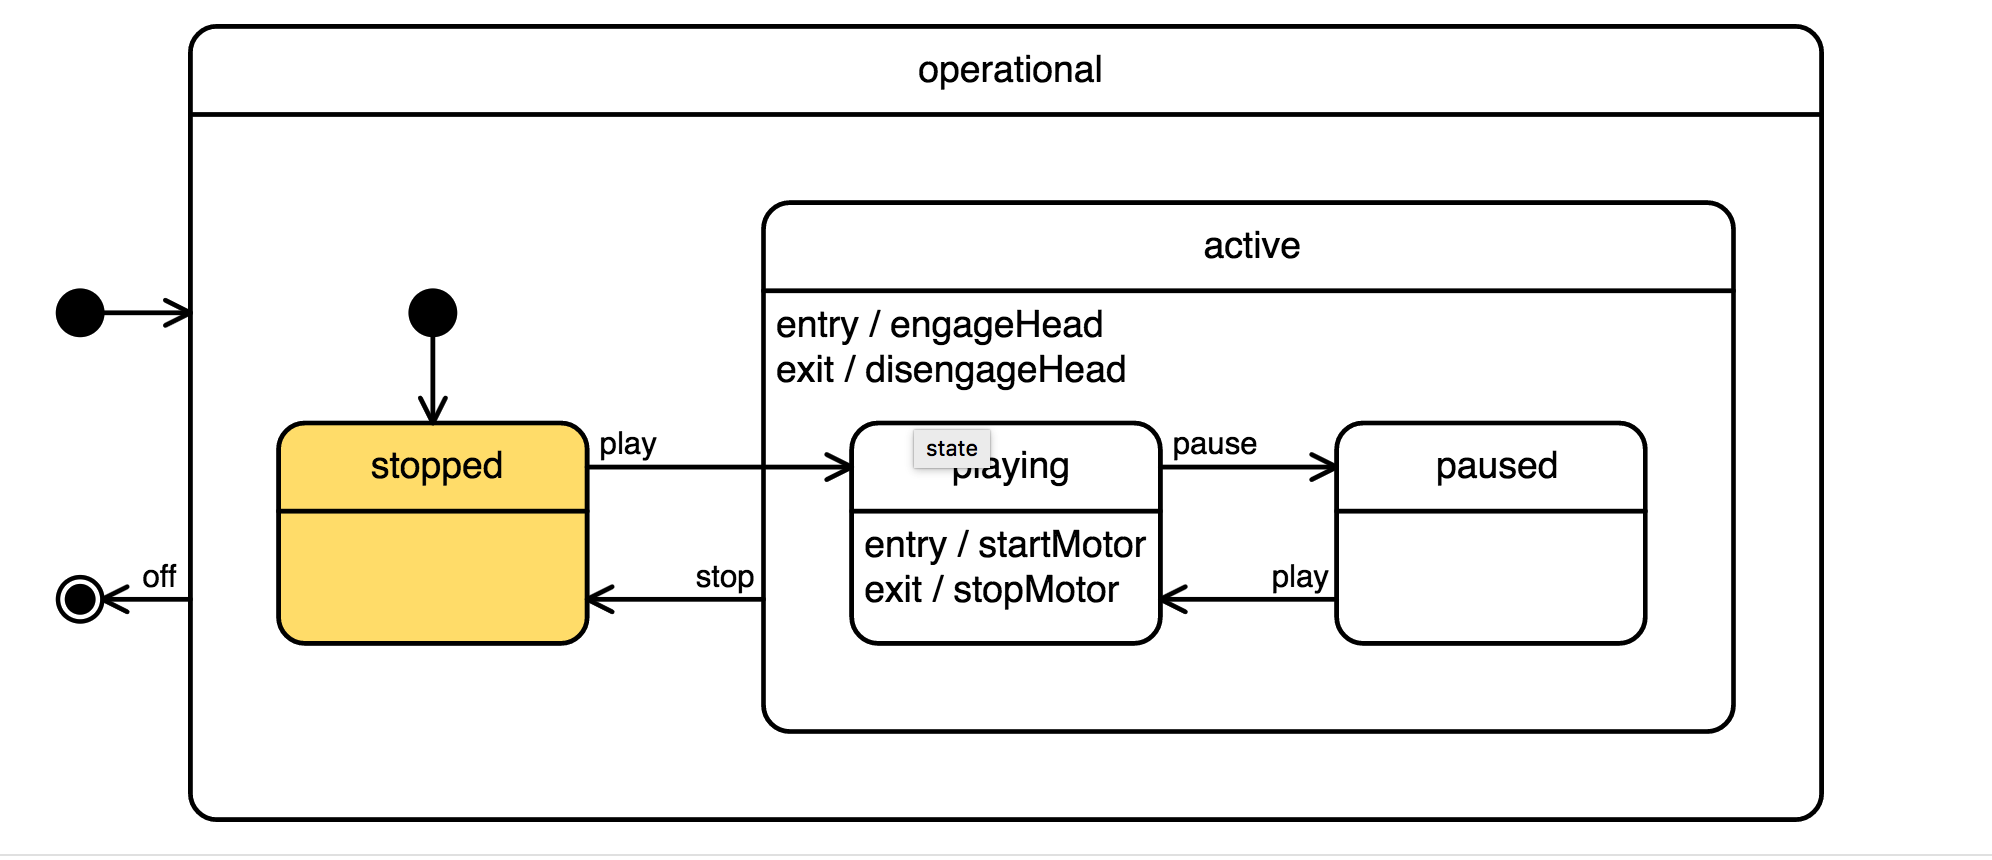 operational
active
entry / engageHead
exit / disengageHead
play
stopped
state
playing
pause
paused
entry / startMotor
exit / stopMotor
off
stop
play